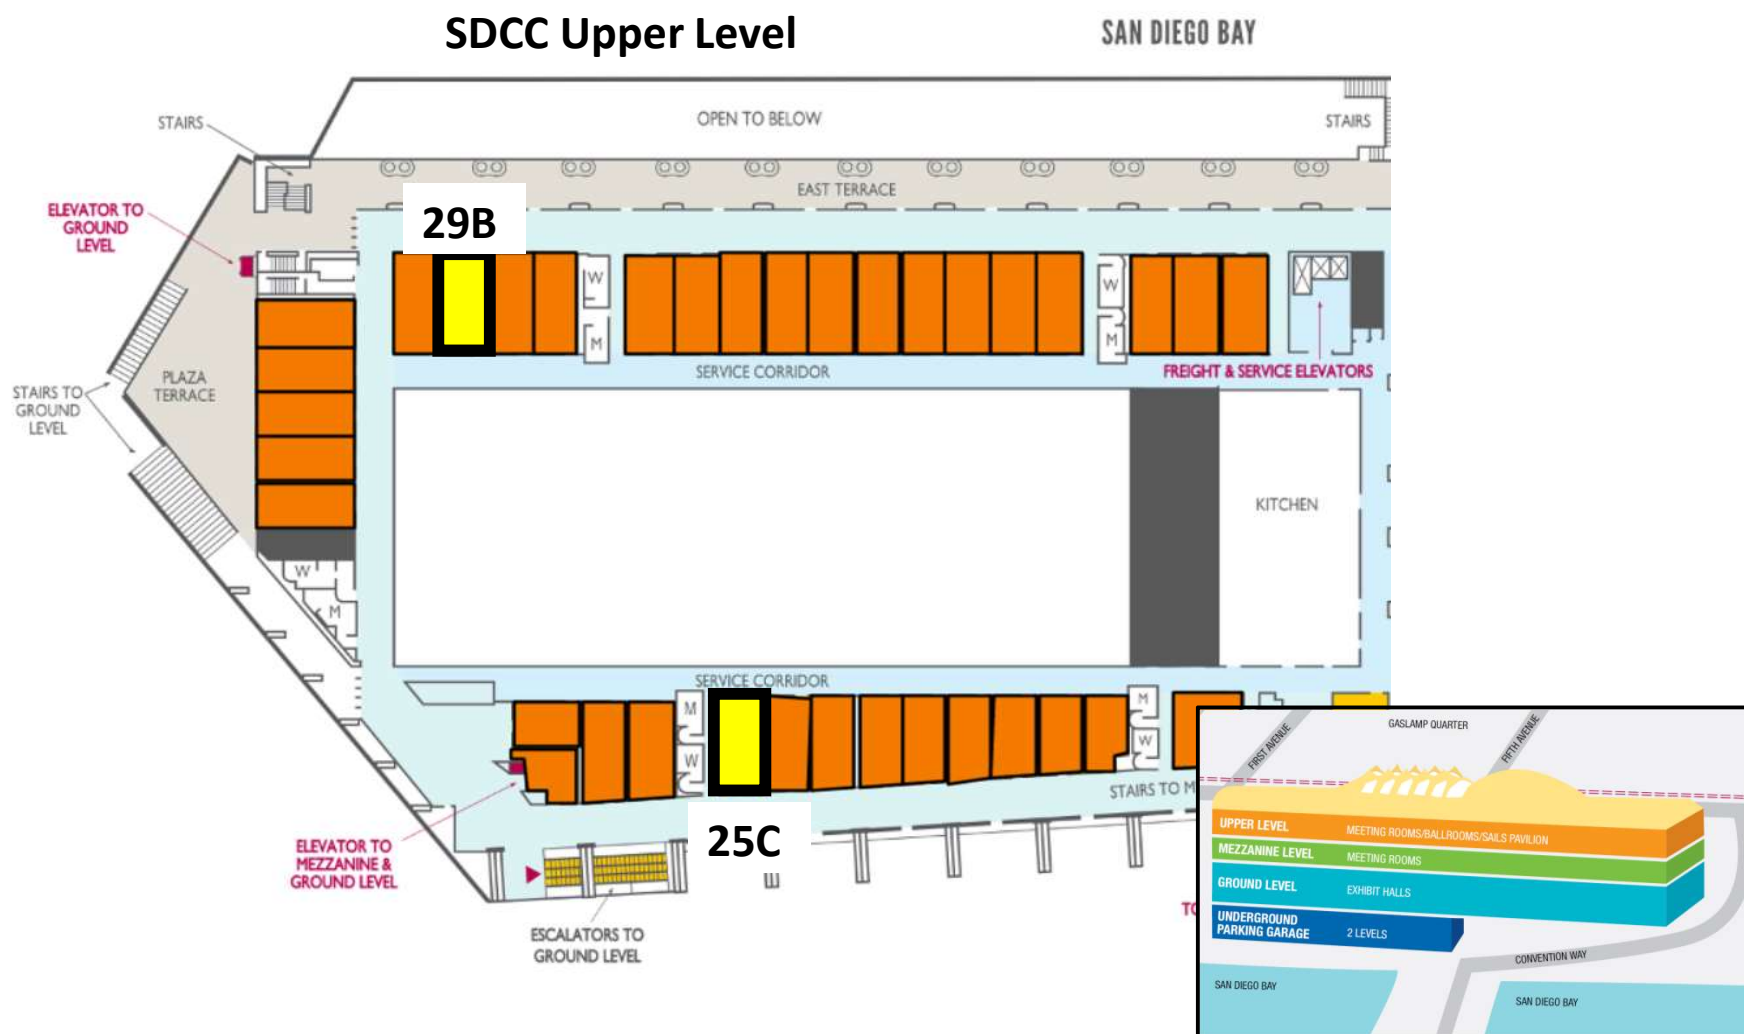 SDCC Upper Level
SAN DIEGO BAY
OPEN TO BELOW
STAIRS
STAIRS
EAST TERRACE
ELEVATOR TO
GROUND
LEVEL
29B
W
M
W
M
SERVICE CORRIDOR
FREIGHT & SERVICE ELEVATORS
PLAZA
TERRACE
STAIRS TO
GROUND
LEVEL
KITCHEN
W
M
SERVICE CORRIDOR
M
W
M
W
STAIRS TO M
25C
ELEVATOR TO
MEZZANINE &
GROUND LEVEL
TO
ESCALATORS TO
GROUND LEVEL
GASLAMP QUARTER
FIRST AVENUE
FIFTH AVENUE
UPPER LEVEL MEETING ROOMS/BALLROOMS/SAILS PAVILION
MEZZANINE LEVEL MEETING ROOMS
GROUND LEVEL EXHIBIT HALLS
UNDERGROUND
PARKING GARAGE 2 LEVELS
CONVENTION WAY
SAN DIEGO BAY
SAN DIEGO BAY